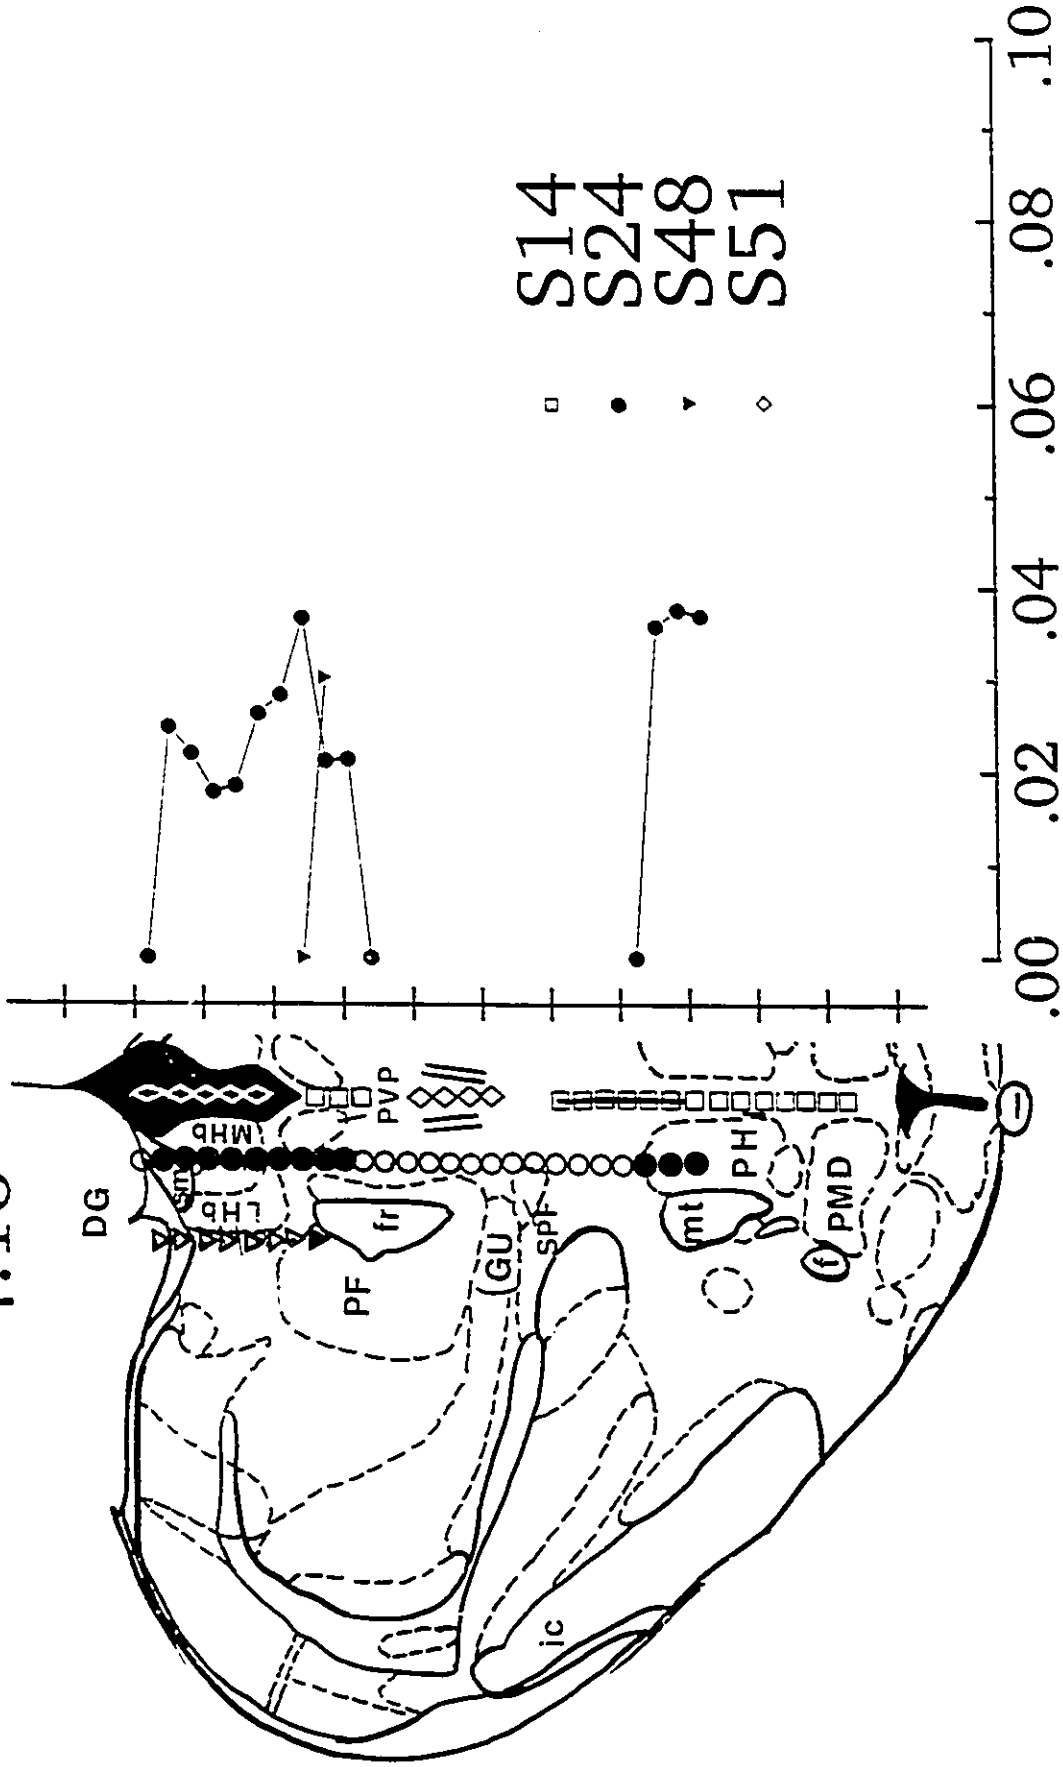 DG
sm
MHb
LHb
PVP
fr
PF
GU
SPF
PH
mt
PMD
f
ic
S14
S24
S48
S51
.00
.02
.04
.06
.08
.10